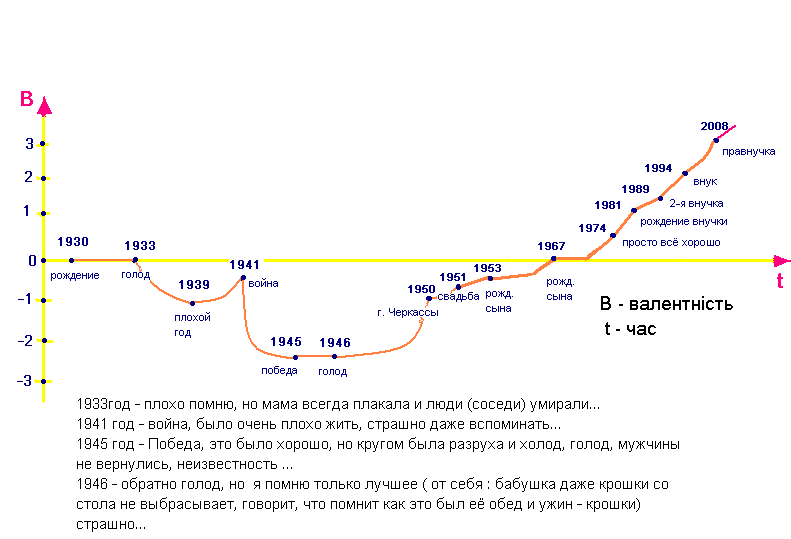 В
3
2
1
0
−1
−2
−3
1930
рождение
1933
голод
1939
плохой
год
1941
война
1945
победа
1946
голод
1950
г. Черкассы
1951
свадьба
1953
рожд.
сына
1967
рожд.
сына
1974
просто всё хорошо
1981
рождение внучки
1989
2-я внучка
1994
внук
2008
правнучка
t
В - валентність
t - час
1933год - плохо помню, но мама всегда плакала и люди (соседи) умирали...
1941 год - война, было очень плохо жить, страшно даже вспоминать...
1945 год - Победа, это было хорошо, но кругом была разруха и холод, голод, мужчины
не вернулись, неизвестность ...
1946 - обратно голод, но я помню только лучшее ( от себя : бабушка даже крошки со
стола не выбрасывает, говорит, что помнит как это был её обед и ужин - крошки)
страшно...